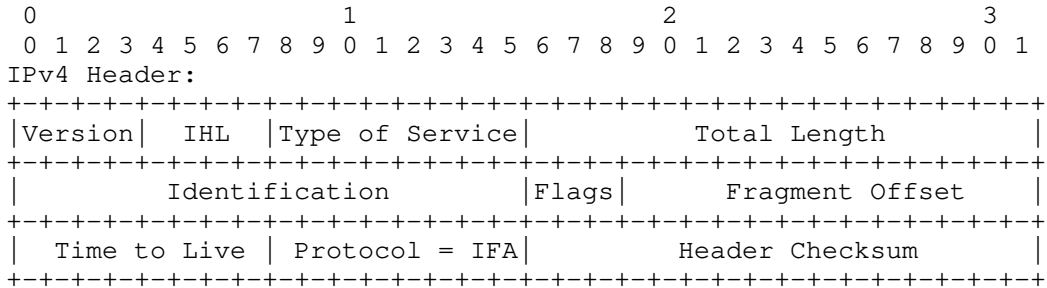 0                   1                   2                   3
 0 1 2 3 4 5 6 7 8 9 0 1 2 3 4 5 6 7 8 9 0 1 2 3 4 5 6 7 8 9 0 1
IPv4 Header:
+-+-+-+-+-+-+-+-+-+-+-+-+-+-+-+-+-+-+-+-+-+-+-+-+-+-+-+-+-+-+-+-+
|Version|  IHL  |Type of Service|          Total Length         |
+-+-+-+-+-+-+-+-+-+-+-+-+-+-+-+-+-+-+-+-+-+-+-+-+-+-+-+-+-+-+-+-+
|         Identification        |Flags|      Fragment Offset    |
+-+-+-+-+-+-+-+-+-+-+-+-+-+-+-+-+-+-+-+-+-+-+-+-+-+-+-+-+-+-+-+-+
|  Time to Live | Protocol = IFA|         Header Checksum       |
+-+-+-+-+-+-+-+-+-+-+-+-+-+-+-+-+-+-+-+-+-+-+-+-+-+-+-+-+-+-+-+-+